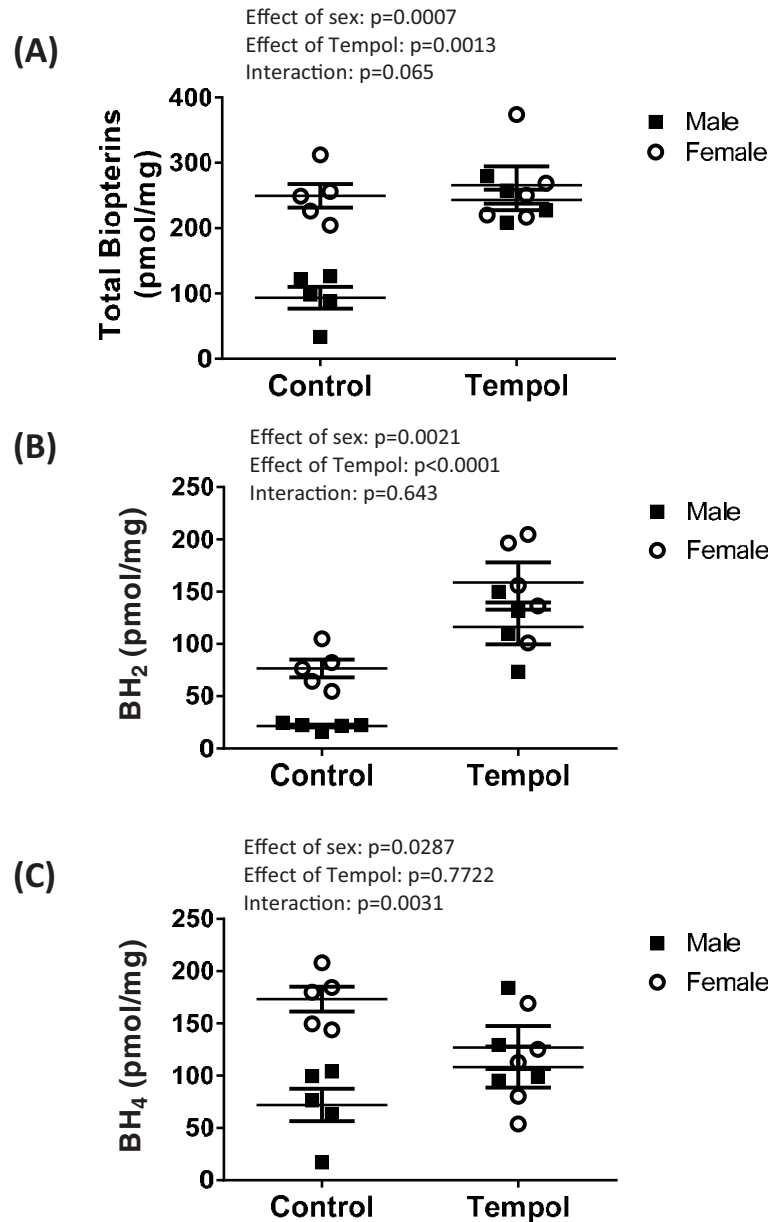 (A)
Effect of sex: p=0.0007
Effect of Tempol: p=0.0013
Interaction: p=0.065
Total Biopterins
(pmol/mg)
400
300
200
100
0
Control
Tempol
Male
Female
(B)
Effect of sex: p=0.0021
Effect of Tempol: p<0.0001
Interaction: p=0.643
BH₂ (pmol/mg)
250
200
150
100
50
0
Control
Tempol
Male
Female
(C)
Effect of sex: p=0.0287
Effect of Tempol: p=0.7722
Interaction: p=0.0031
BH₄ (pmol/mg)
250
200
150
100
50
0
Control
Tempol
Male
Female